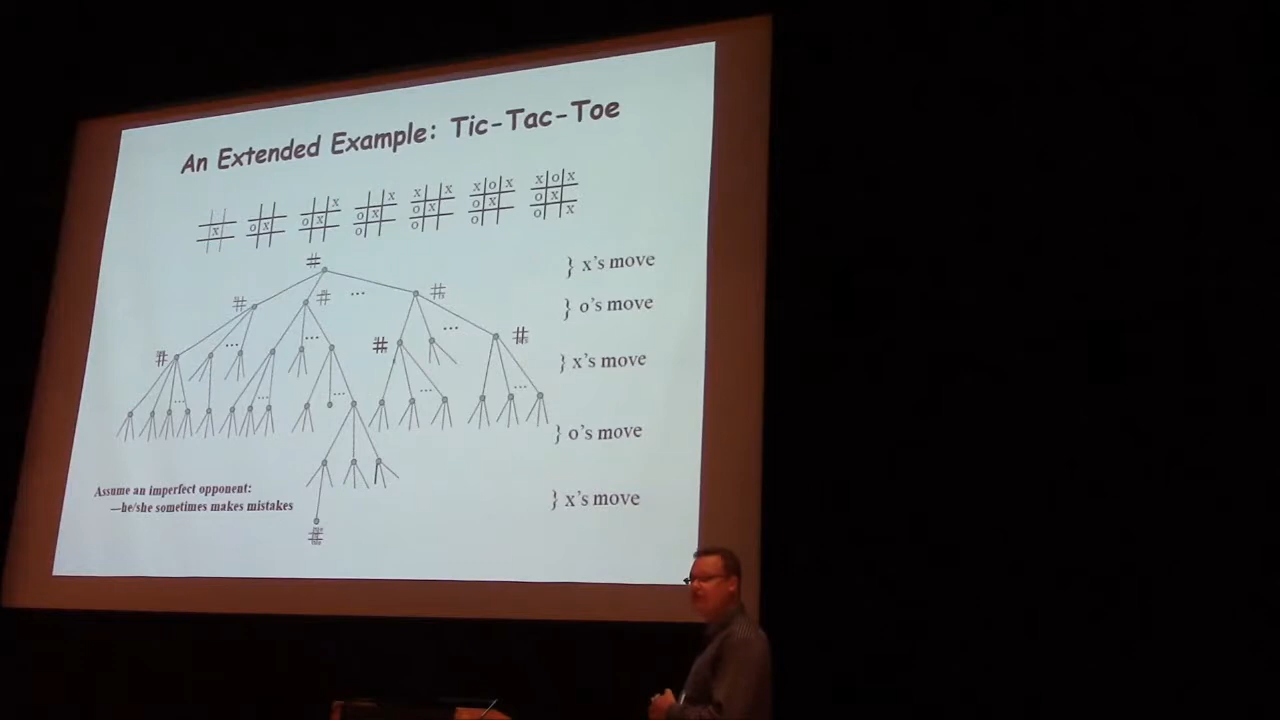 An Extended Example: Tic-Tac-Toe
} x's move
} o's move
} x's move
} o's move
} x's move
Assume an imperfect opponent:
—he/she sometimes makes mistakes